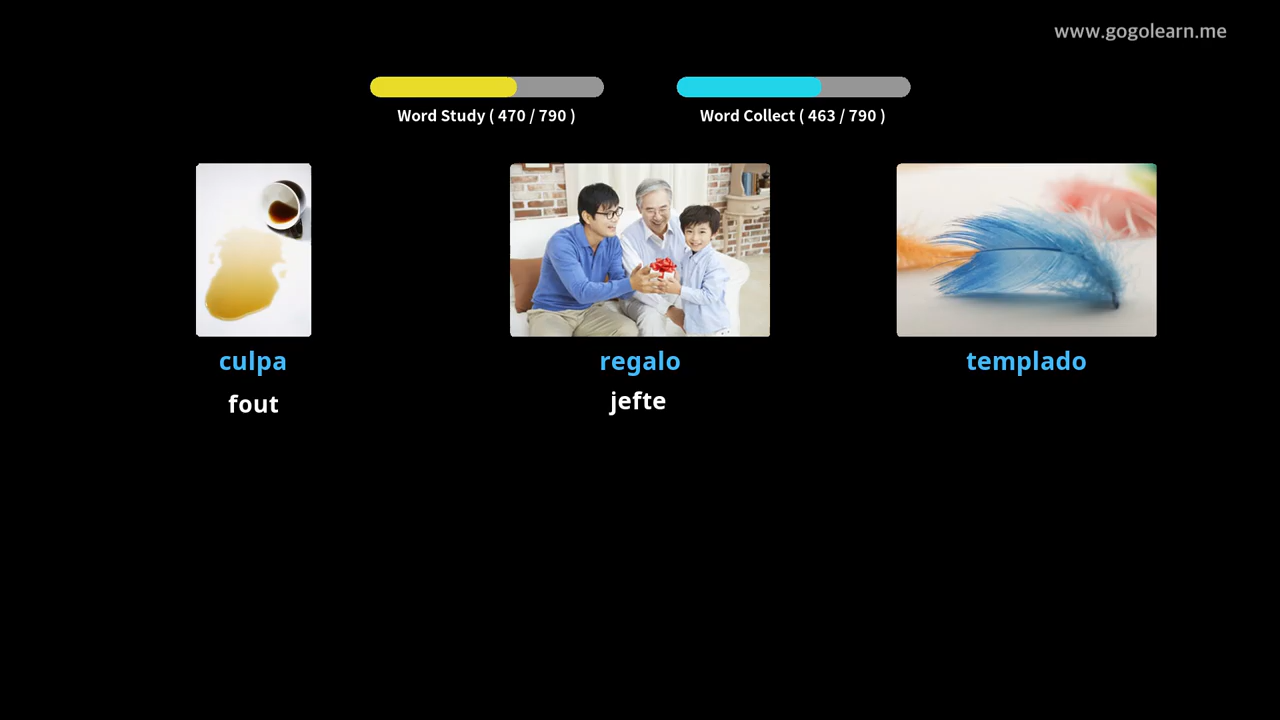 www.gogolearn.me
Word Study ( 470 / 790 )
Word Collect ( 463 / 790 )
culpa
regalo
templado
fout
jefte